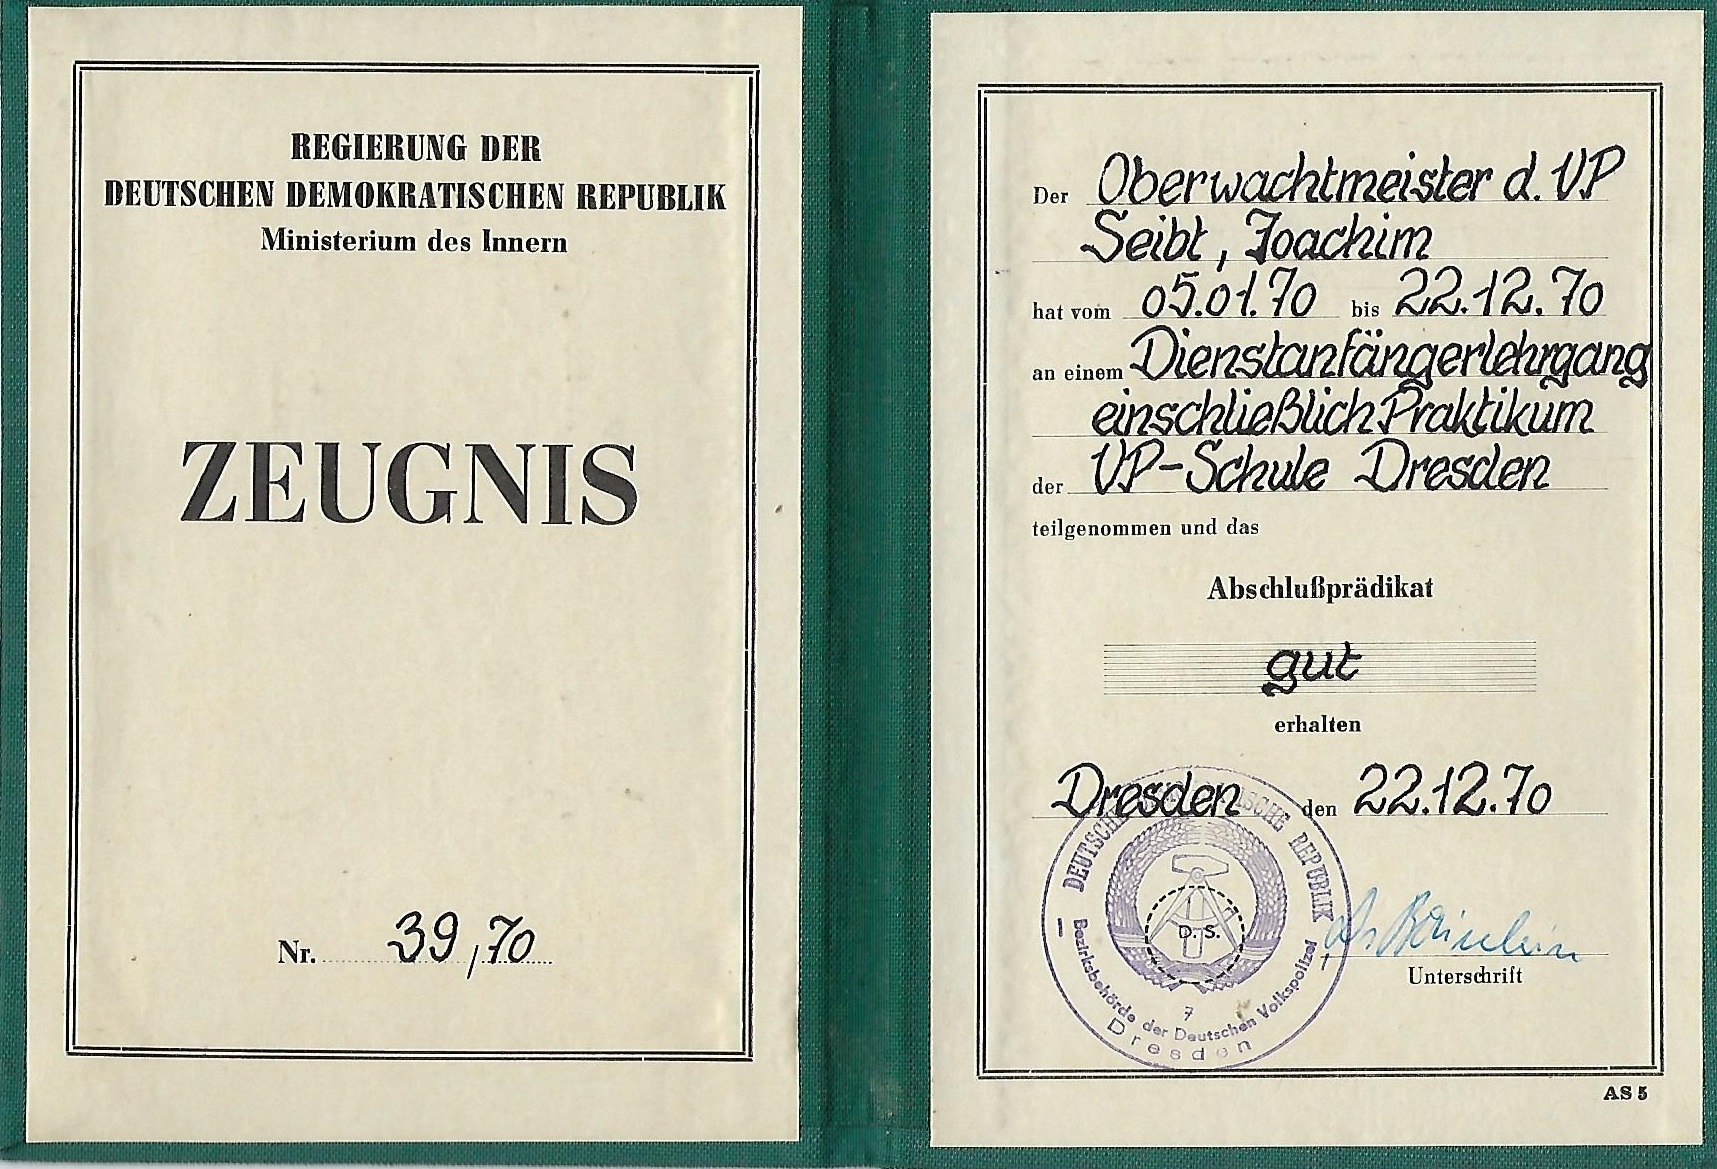 REGIERUNG DER
DEUTSCHEN DEMOKRATISCHEN REPUBLIK
Ministerium des Innern
ZEUGNIS
Nr. 39/70
Der Oberwachtmeister d. VP
Seibt, Joachim
hat vom 05.01.70 bis 22.12.70
an einem Dienstanfängerlehrgang
einschließlich Praktikum
der VP-Schule Dresden
teilgenommen und das
Abschlußprädikat
gut
erhalten
Dresden den 22.12.70
DEUTSCHE DEMOKRATISCHE REPUBLIK
D. S.
7
Bezirksbehörde der Deutschen Volkspolizei
Dresden
Unterschrift
AS 5